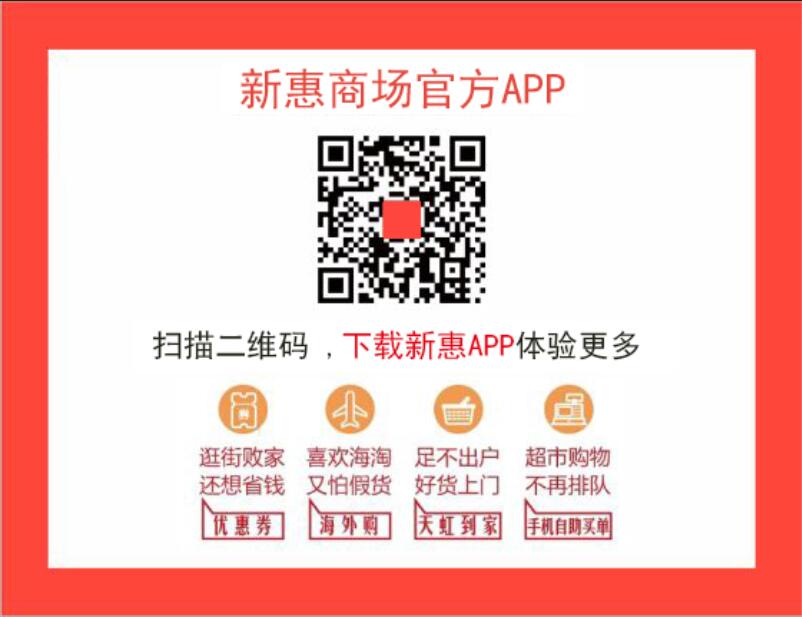 新惠商场官方APP
扫描二维码,下载新惠APP体验更多
逛街败家 喜欢海淘 足不出户 超市购物
还想省钱 又怕假货 好货上门 不再排队
优惠券 海外购 天虹到家 手机自助买单